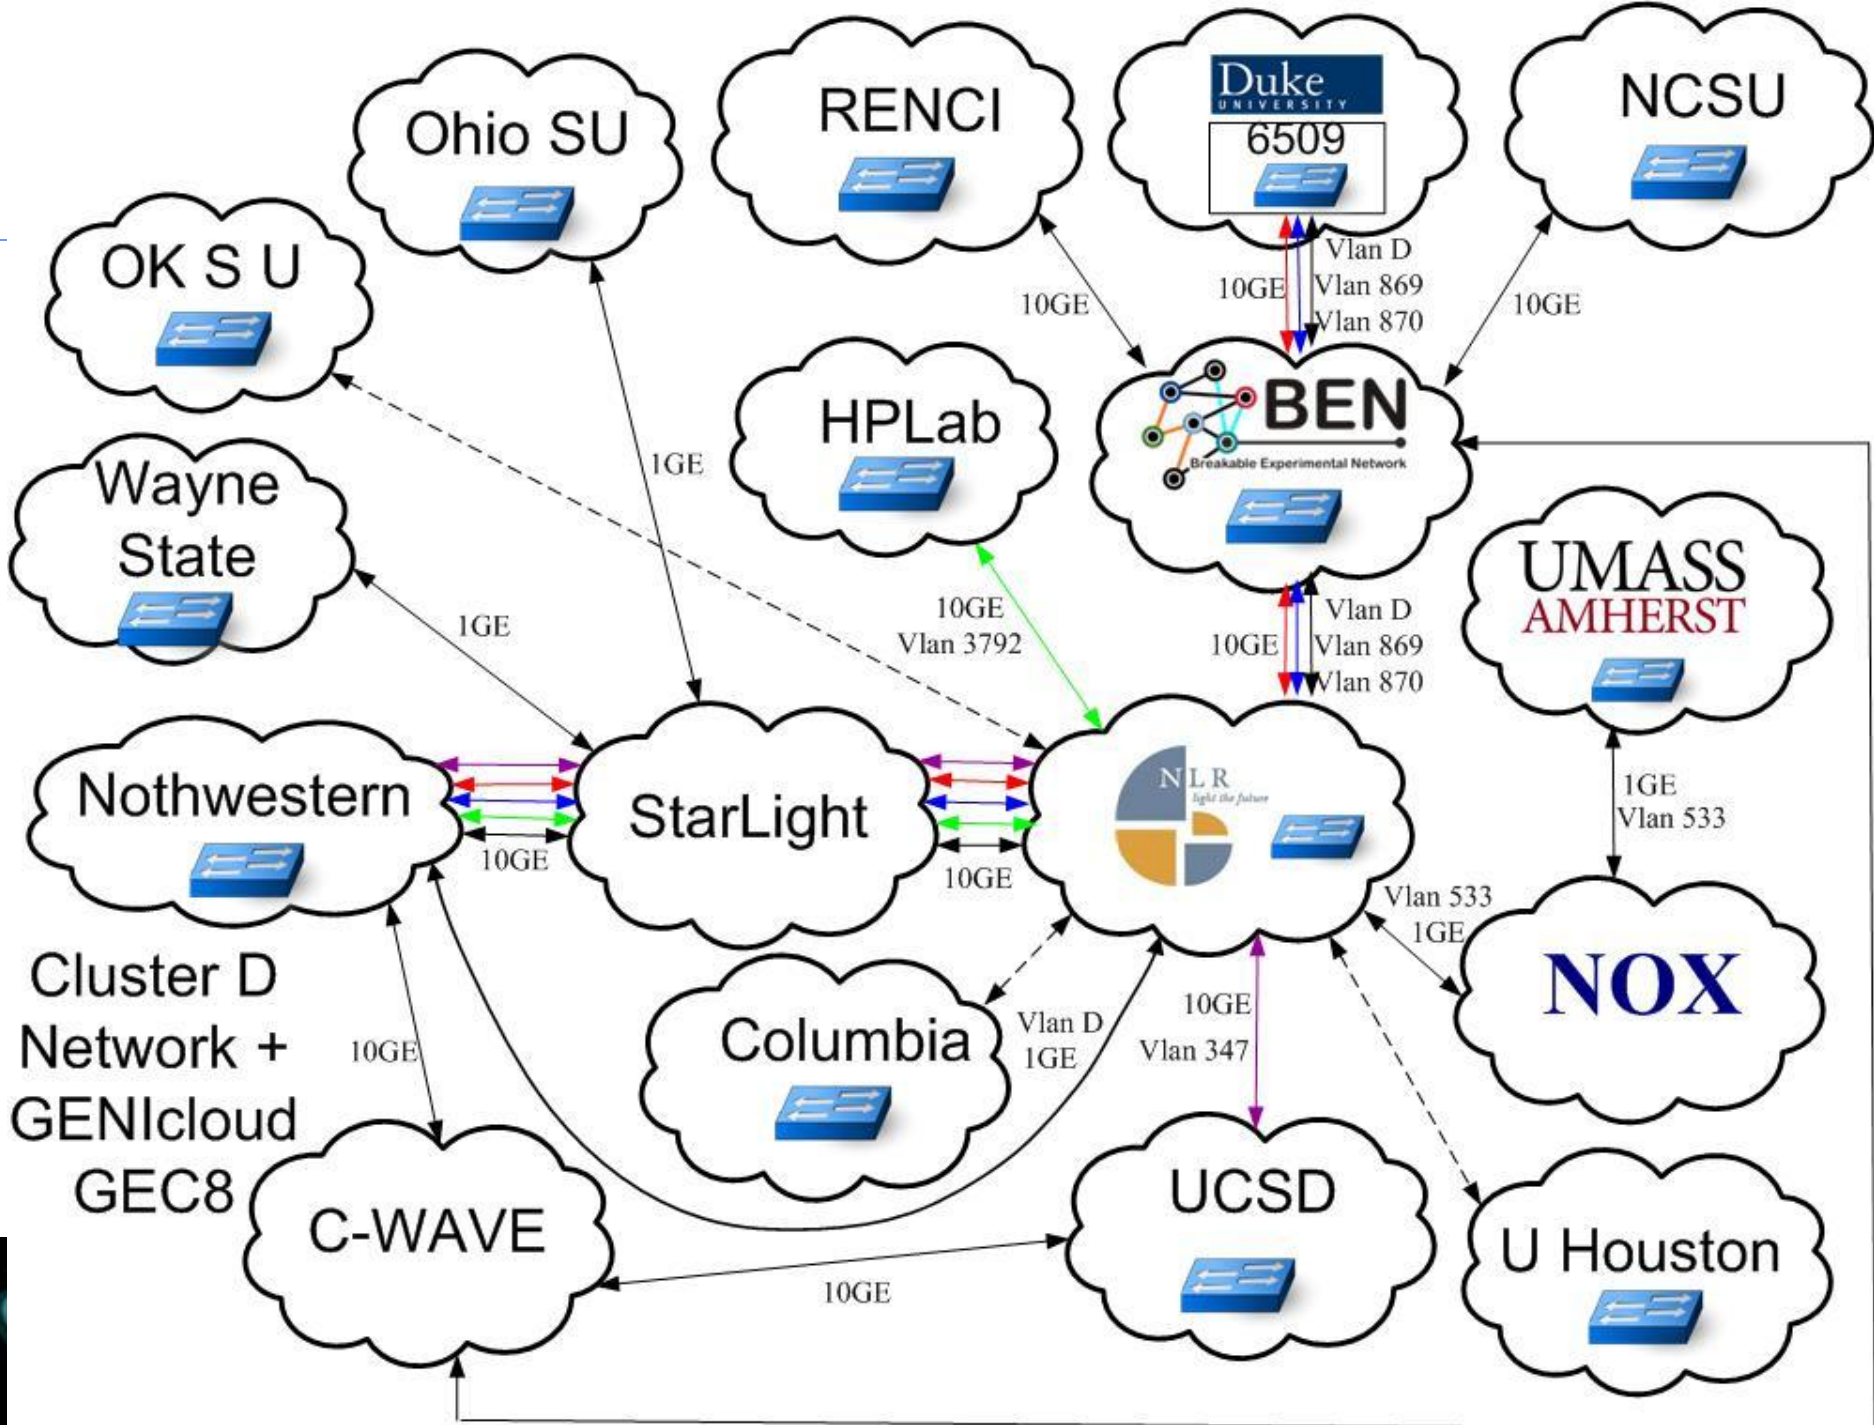 Ohio SU
RENCI
Duke
UNIVERSITY
6509
NCSU
OK S U
10GE
10GE
Vlan D
Vlan 869
Vlan 870
10GE
HPLab
BEN
Breakable Experimental Network
1GE
Wayne
State
1GE
10GE
Vlan 3792
10GE
Vlan D
Vlan 869
Vlan 870
UMASS
AMHERST
Nothwestern
10GE
StarLight
10GE
NLR
light the future
1GE
Vlan 533
Vlan 533
1GE
NOX
Cluster D
Network +
GENIcloud
GEC8
10GE
Columbia
Vlan D
1GE
10GE
Vlan 347
C-WAVE
10GE
UCSD
U Houston